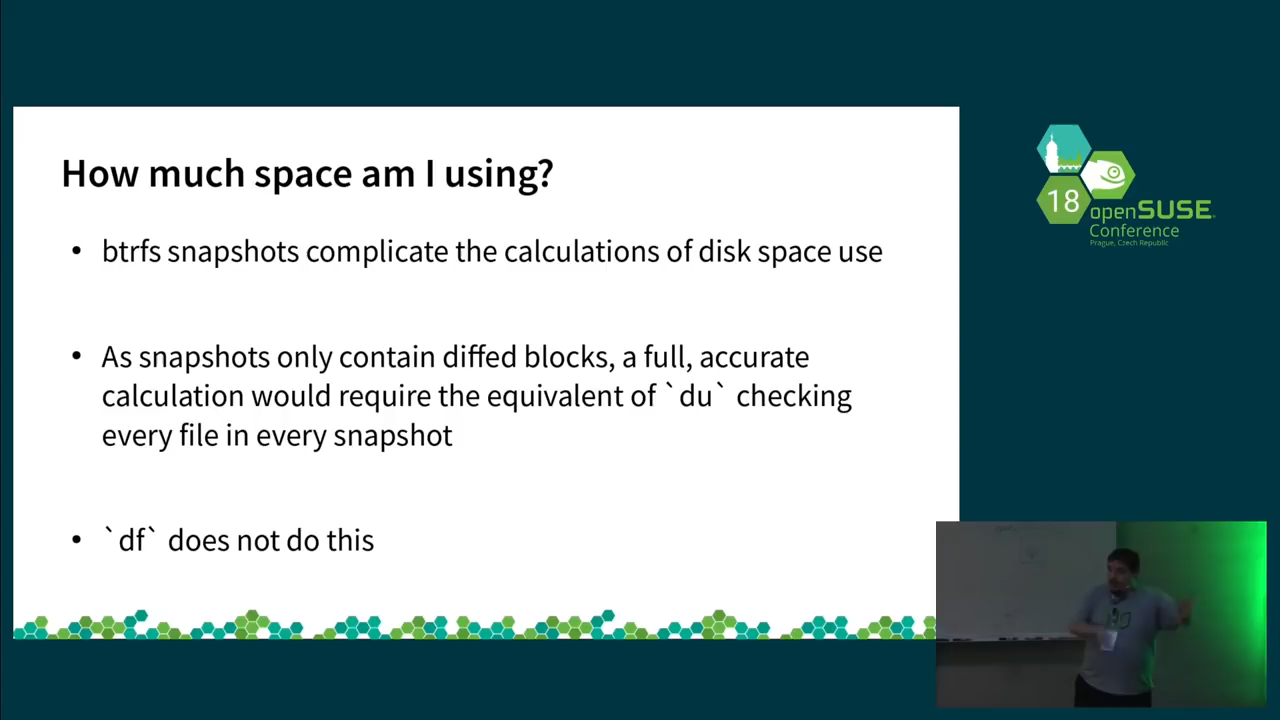 How much space am I using?
• btrfs snapshots complicate the calculations of disk space use
• As snapshots only contain diffed blocks, a full, accurate
calculation would require the equivalent of `du` checking
every file in every snapshot
• `df` does not do this
18
openSUSE
Conference
Prague, Czech Republic